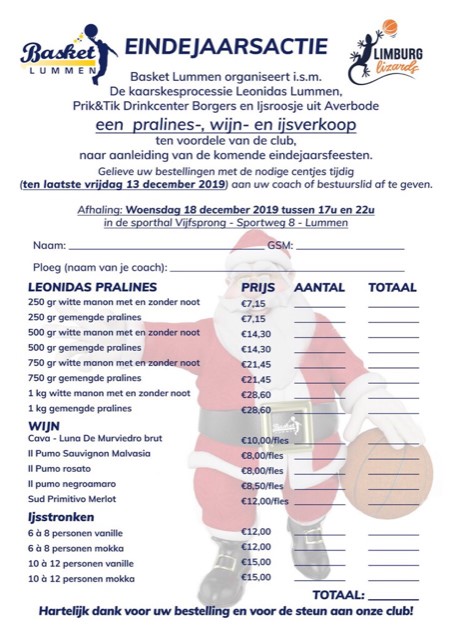 Basket
LUMMEN
EINDEJAARSACTIE
LIMBURG
lizards
Basket Lummen organiseert i.s.m.
De kaarskesprocessie Leonidas Lummen,
Prik&Tik Drinkcenter Borgers en Ijsroosje uit Averbode
een pralines-, wijn- en ijsverkoop
ten voordele van de club,
naar aanleiding van de komende eindejaarsfeesten.
Gelieve uw bestellingen met de nodige centjes tijdig
(ten laatste vrijdag 13 december 2019) aan uw coach of bestuurslid af te geven.
Afhaling: Woensdag 18 december 2019 tussen 17u en 22u
in de sporthal Vijfsprong - Sportweg 8 - Lummen
Naam: GSM:
Ploeg (naam van je coach):
LEONIDAS PRALINES PRIJS AANTAL TOTAAL
250 gr witte manon met en zonder noot €7,15
250 gr gemengde pralines €7,15
500 gr witte manon met en zonder noot €14,30
500 gr gemengde pralines €14,30
750 gr witte manon met en zonder noot €21,45
750 gr gemengde pralines €21,45
1 kg witte manon met en zonder noot €28,60
1 kg gemengde pralines €28,60
WIJN
Cava - Luna De Murviedro brut €10,00/fles
Il Pumo Sauvignon Malvasia €8,00/fles
Il Pumo rosato €8,00/fles
Il pumo negroamaro €8,50/fles
Sud Primitivo Merlot €12,00/fles
Ijsstronken
6 à 8 personen vanille €12,00
6 à 8 personen mokka €12,00
10 à 12 personen vanille €15,00
10 à 12 personen mokka €15,00
TOTAAL:
Hartelijk dank voor uw bestelling en voor de steun aan onze club!